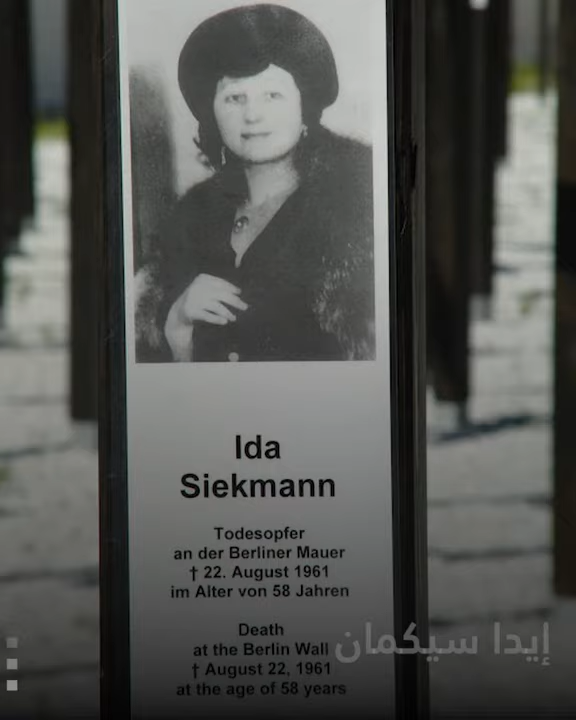 Ida
Siekmann
Todesopfer
an der Berliner Mauer
† 22. August 1961
im Alter von 58 Jahren
Death
at the Berlin Wall
† August 22, 1961
at the age of 58 years
إيدا سيكمان